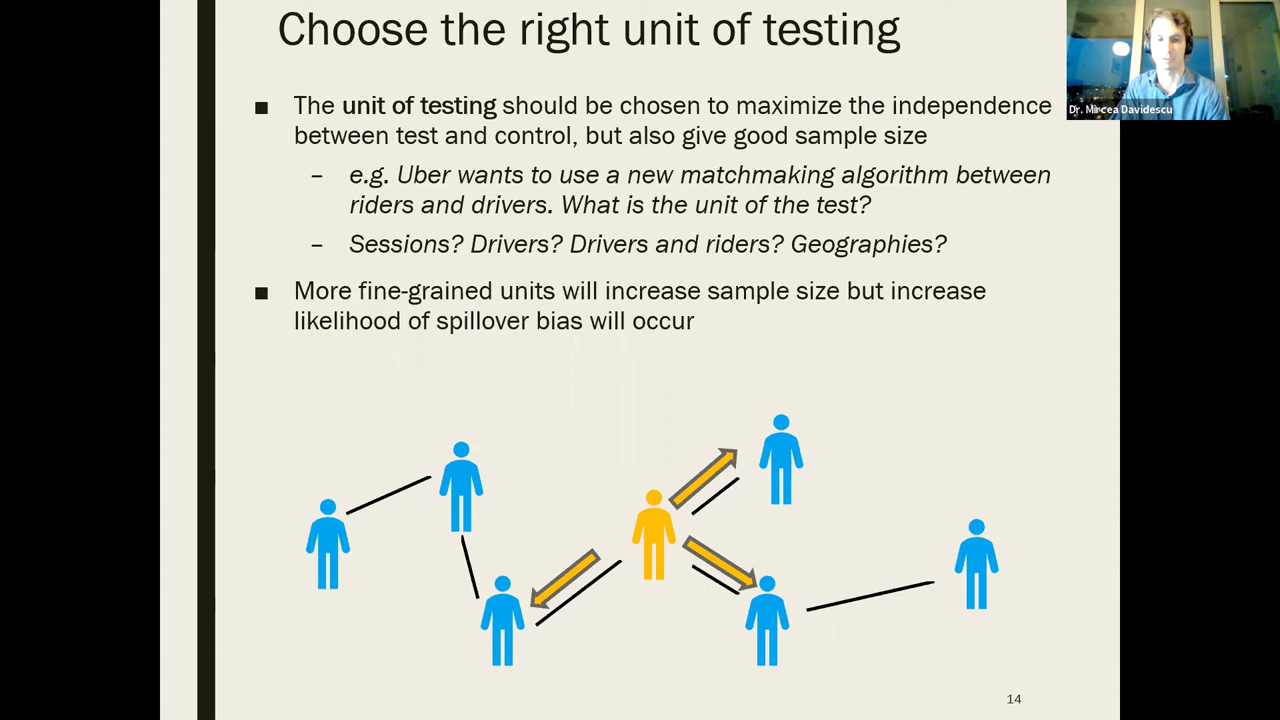 Choose the right unit of testing
Dr. Mircea Davidescu
■ The unit of testing should be chosen to maximize the independence
between test and control, but also give good sample size
– e.g. Uber wants to use a new matchmaking algorithm between
riders and drivers. What is the unit of the test?
– Sessions? Drivers? Drivers and riders? Geographies?
■ More fine-grained units will increase sample size but increase
likelihood of spillover bias will occur
14